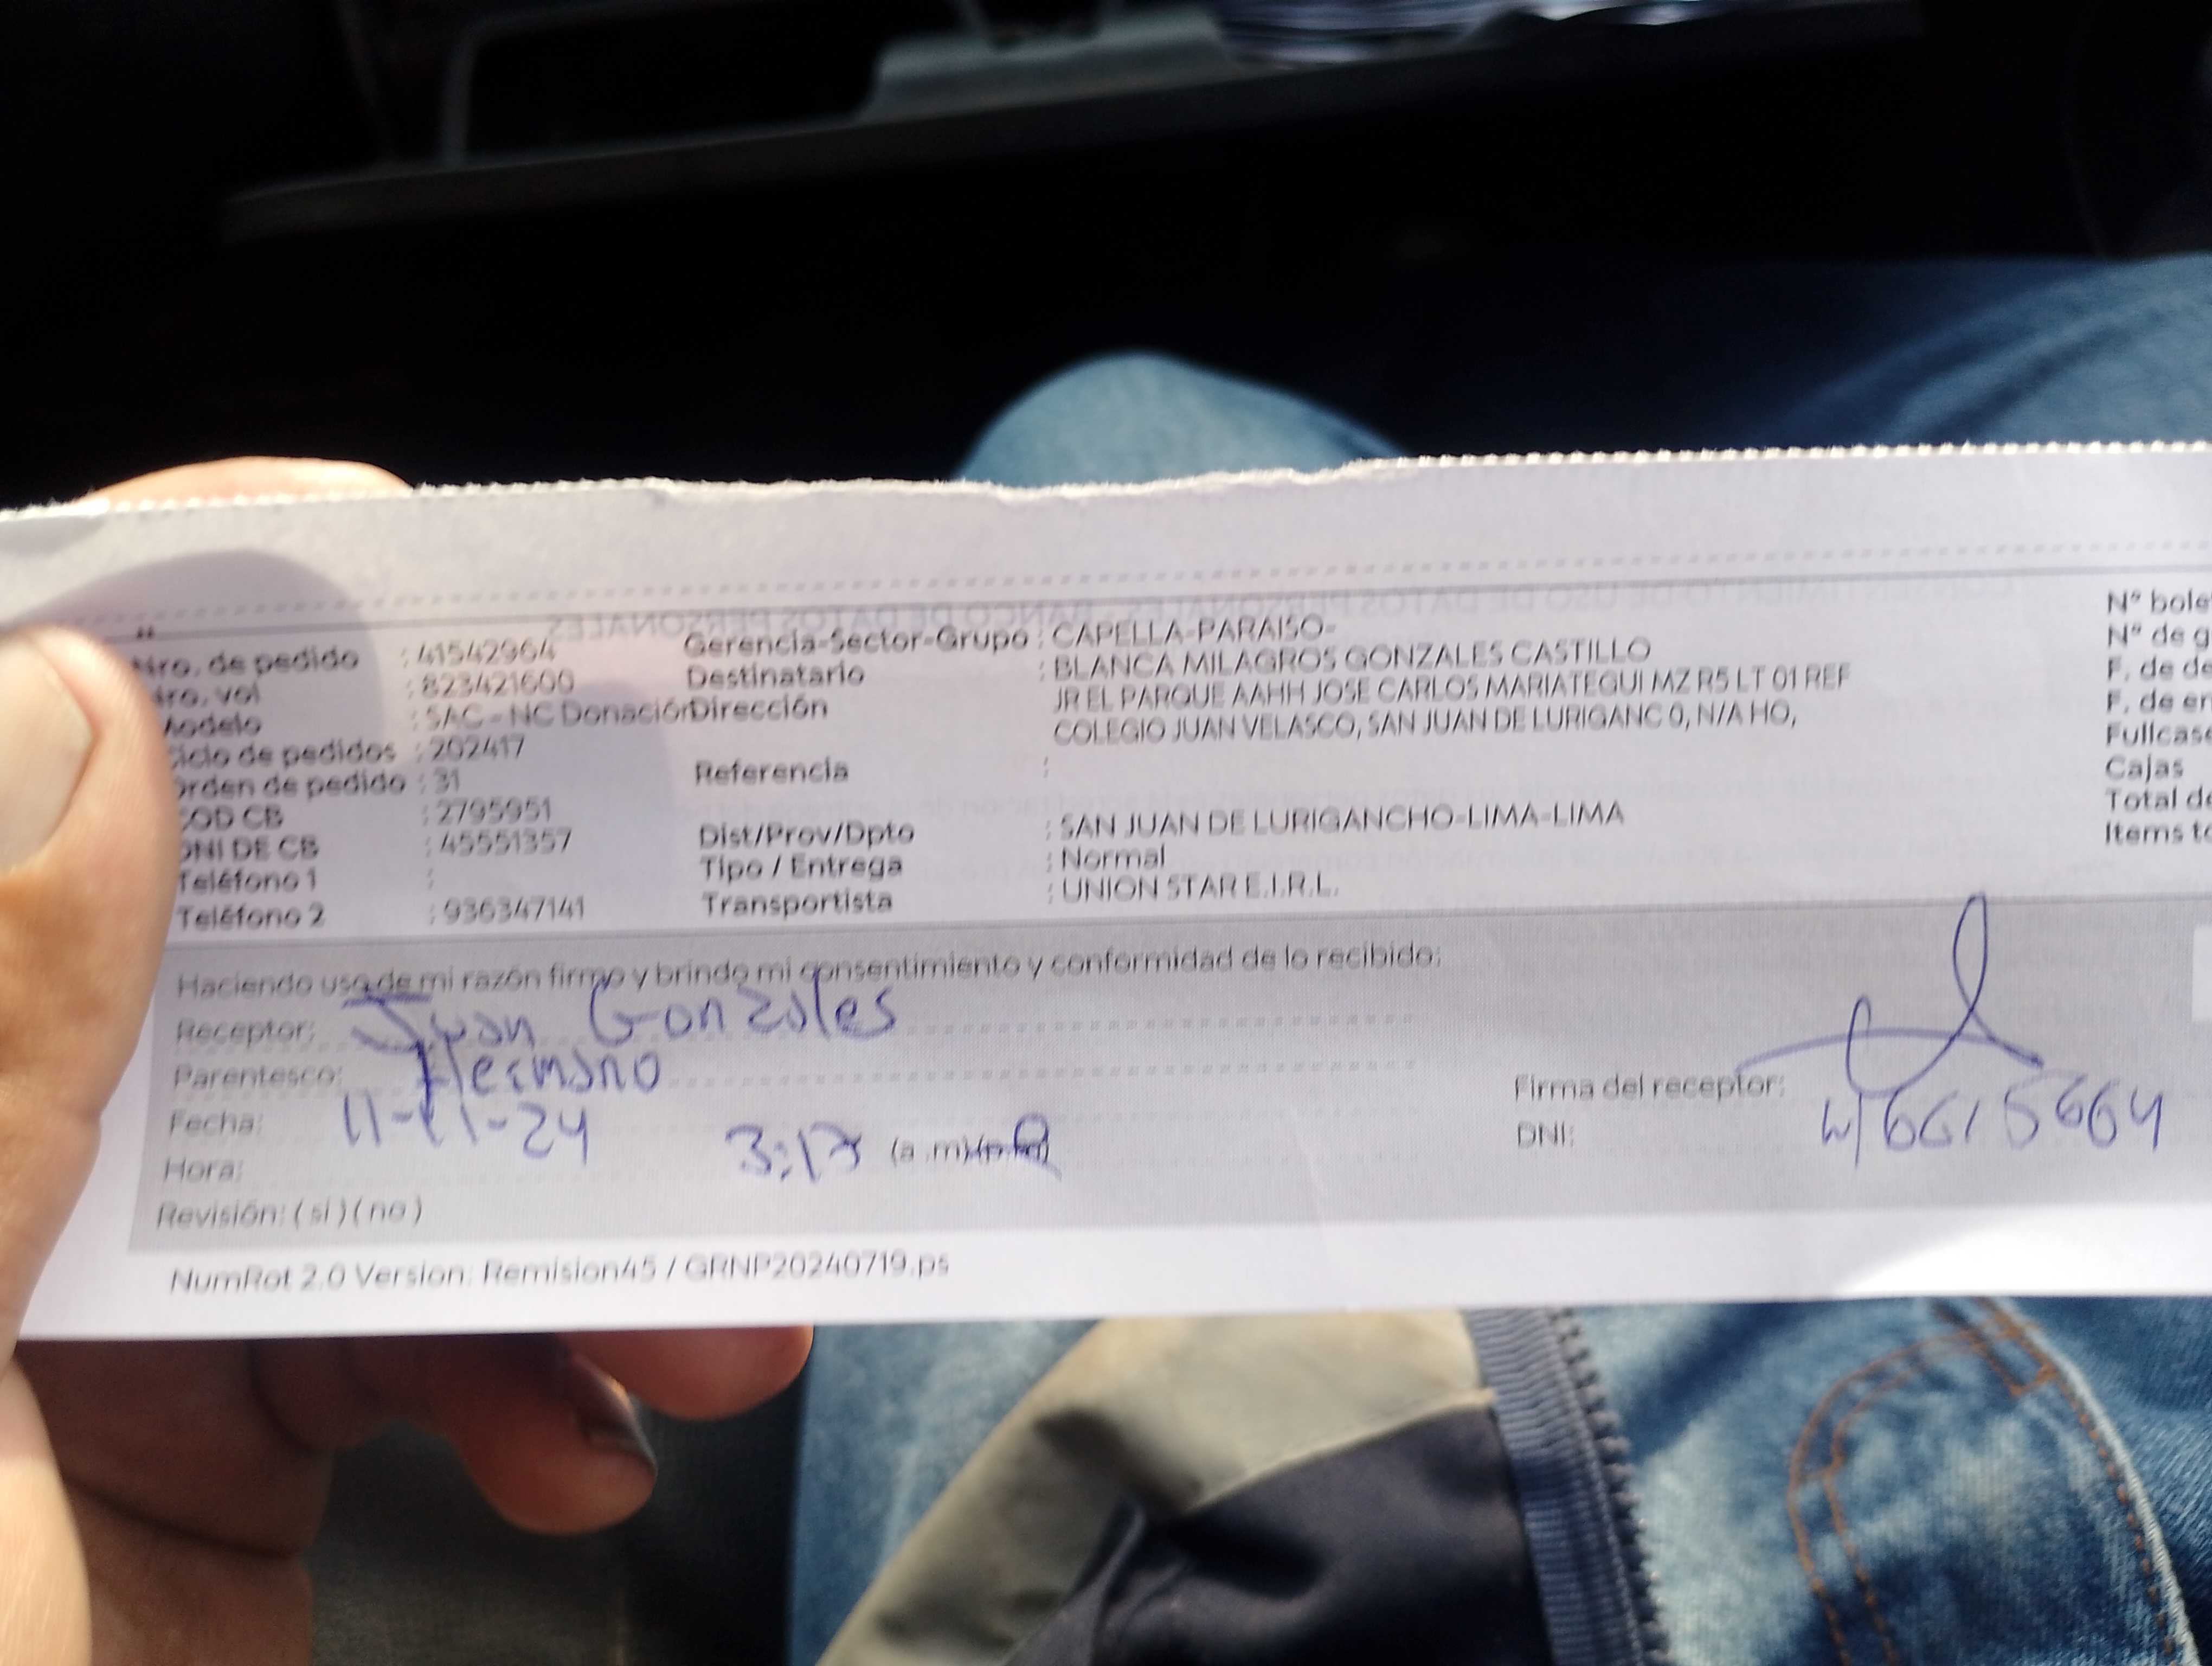 Nro. de pedido : 41542964
Nro. vol : 823421600
Modelo : SAC - NC Donación
Ciclo de pedidos : 202417
Orden de pedido : 31
COD CB : 2795951
DNI DE CB : 45551357
Teléfono 1 :
Teléfono 2 : 936347141
Gerencia-Sector-Grupo : CAPELLA-PARAISO-
Destinatario : BLANCA MILAGROS GONZALES CASTILLO
Dirección : JR EL PARQUE AAHH JOSE CARLOS MARIATEGUI MZ R5 LT 01 REF
COLEGIO JUAN VELASCO, SAN JUAN DE LURIGANC 0, N/A HO,
Referencia :
Dist/Prov/Dpto : SAN JUAN DE LURIGANCHO-LIMA-LIMA
Tipo / Entrega : Normal
Transportista : UNION STAR E.I.R.L.
N° bole
N° de g
F. de de
F. de en
Fullcase
Cajas
Total de
Items to
Haciendo uso de mi razón firmo y brindo mi consentimiento y conformidad de lo recibido:
Receptor: Juan Gonzales
Parentesco: Hermano
Fecha: 11-11-24
Hora: 3:17 (a .m)
Revisión: ( si ) ( no )
Firma del receptor:
DNI:
NumRot 2.0 Version: Remision45 / GRNP20240719.ps